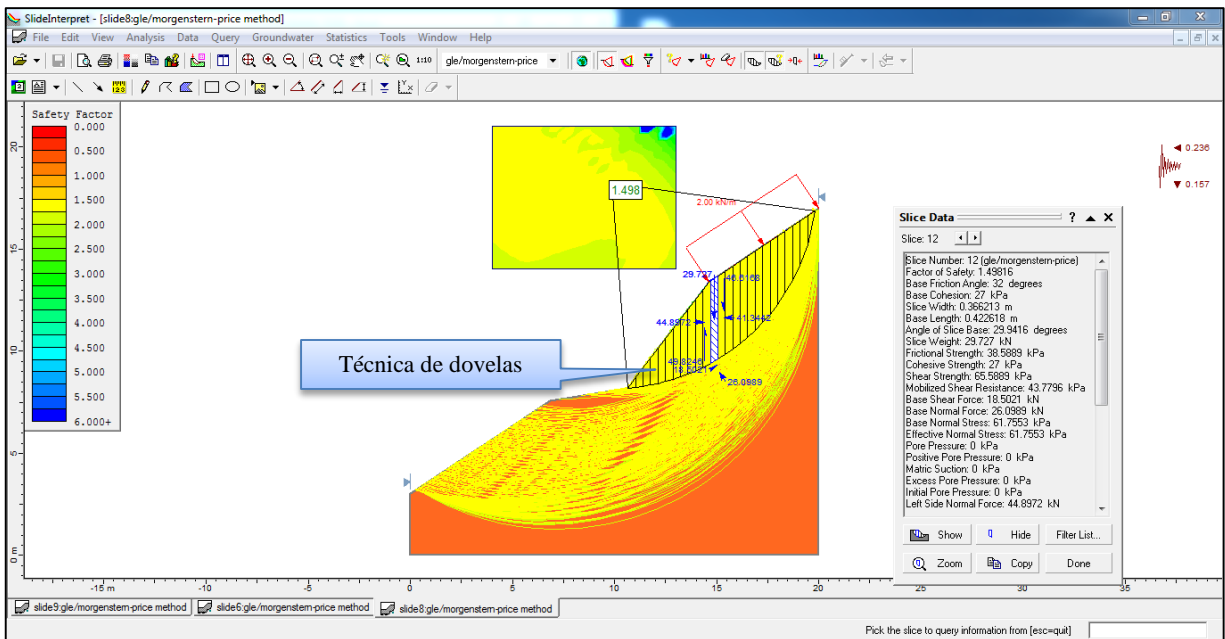 SlideInterpret - [slide8:gle/morgenstern-price method]
File Edit View Analysis Data Query Groundwater Statistics Tools Window Help
1:10 gle/morgenstern-price
Safety Factor
0.000
0.500
1.000
1.500
2.000
2.500
3.000
3.500
4.000
4.500
5.000
5.500
6.000+
20
15
10
5
0 m
1.498
2.00 kN/m
0.236
0.157
29.727
44.8972
26.0989
Técnica de dovelas
Slice Data
Slice: 12
Slice Number: 12 (gle/morgenstern-price)
Factor of Safety: 1.49816
Base Friction Angle: 32 degrees
Base Cohesion: 27 kPa
Slice Width: 0.366213 m
Base Length: 0.422618 m
Angle of Slice Base: 29.9416 degrees
Slice Weight: 29.727 kN
Frictional Strength: 38.5889 kPa
Cohesive Strength: 27 kPa
Shear Strength: 65.5889 kPa
Mobilized Shear Resistance: 43.7796 kPa
Base Shear Force: 18.5021 kN
Base Normal Force: 26.0989 kN
Base Normal Stress: 61.7553 kPa
Effective Normal Stress: 61.7553 kPa
Pore Pressure: 0 kPa
Positive Pore Pressure: 0 kPa
Matric Suction: 0 kPa
Excess Pore Pressure: 0 kPa
Initial Pore Pressure: 0 kPa
Left Side Normal Force: 44.8972 kN
Show Hide Filter List...
Zoom Copy Done
-15 m -10 -5 0 5 10 15 20 25 30 35
slide9:gle/morgenstern-price method slide6:gle/morgenstern-price method slide8:gle/morgenstern-price method
Pick the slice to query information from [esc=quit]